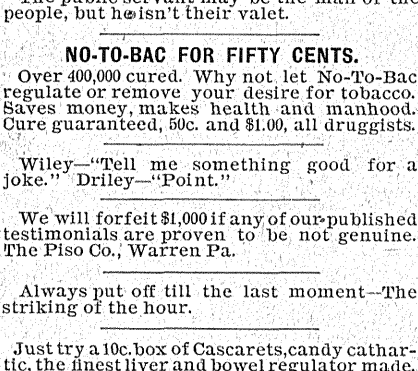 people, but he isn't their valet.
NO-TO-BAC FOR FIFTY CENTS.
Over 400,000 cured. Why not let No-To-Bac
regulate or remove your desire for tobacco.
Saves money, makes health and manhood.
Cure guaranteed, 50c. and $1.00, all druggists.
Wiley—"Tell me something good for a
joke." Driley—"Point."
We will forfeit $1,000 if any of our published
testimonials are proven to be not genuine.
The Piso Co., Warren Pa.
Always put off till the last moment—The
striking of the hour.
Just try a 10c. box of Cascarets, candy cathar-
tic, the finest liver and bowel regulator made.